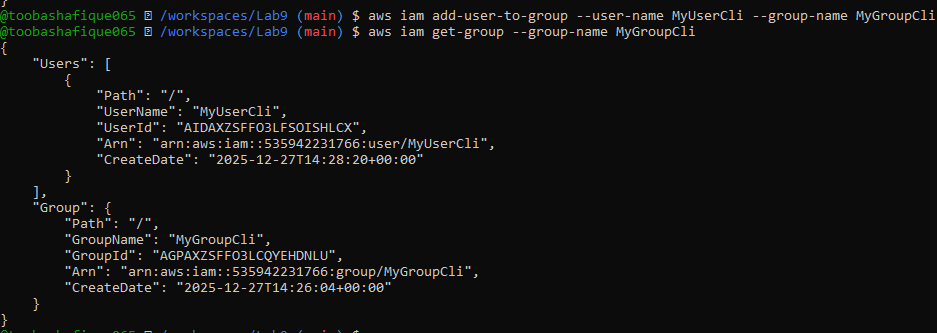 }
@toobashafique065 /workspaces/Lab9 (main) $ aws iam add-user-to-group --user-name MyUserCli --group-name MyGroupCli
@toobashafique065 /workspaces/Lab9 (main) $ aws iam get-group --group-name MyGroupCli
{
    "Users": [
        {
            "Path": "/",
            "UserName": "MyUserCli",
            "UserId": "AIDAXZSFFO3LFSOISHLCX",
            "Arn": "arn:aws:iam::535942231766:user/MyUserCli",
            "CreateDate": "2025-12-27T14:28:20+00:00"
        }
    ],
    "Group": {
        "Path": "/",
        "GroupName": "MyGroupCli",
        "GroupId": "AGPAXZSFFO3LCQYEHDNLU",
        "Arn": "arn:aws:iam::535942231766:group/MyGroupCli",
        "CreateDate": "2025-12-27T14:26:04+00:00"
    }
}
@toobashafique065 /workspaces/Lab9 (main) $